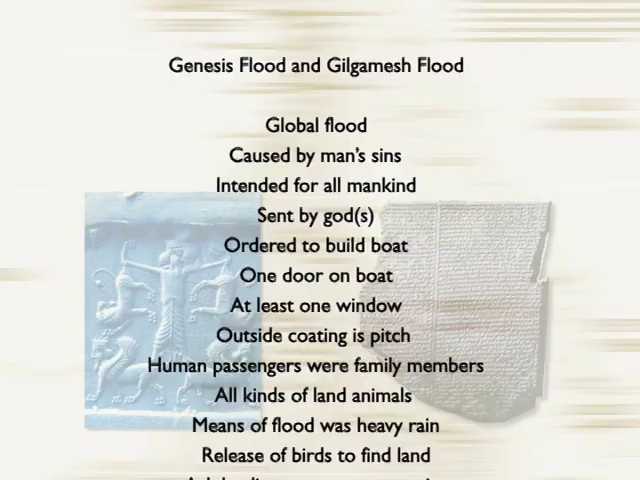 Genesis Flood and Gilgamesh Flood
Global flood
Caused by man's sins
Intended for all mankind
Sent by god(s)
Ordered to build boat
One door on boat
At least one window
Outside coating is pitch
Human passengers were family members
All kinds of land animals
Means of flood was heavy rain
Release of birds to find land